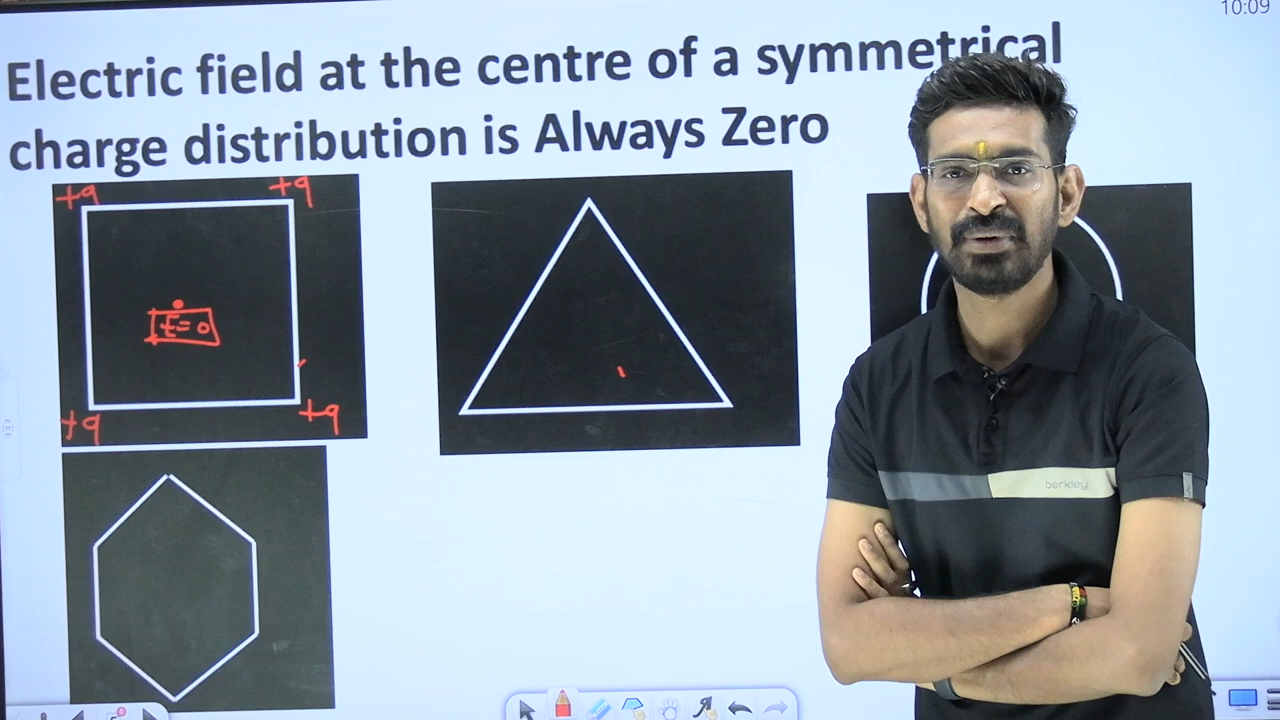 10:09
Electric field at the centre of a symmetrical
charge distribution is Always Zero
+q +q
E=0
+q +q
berkley